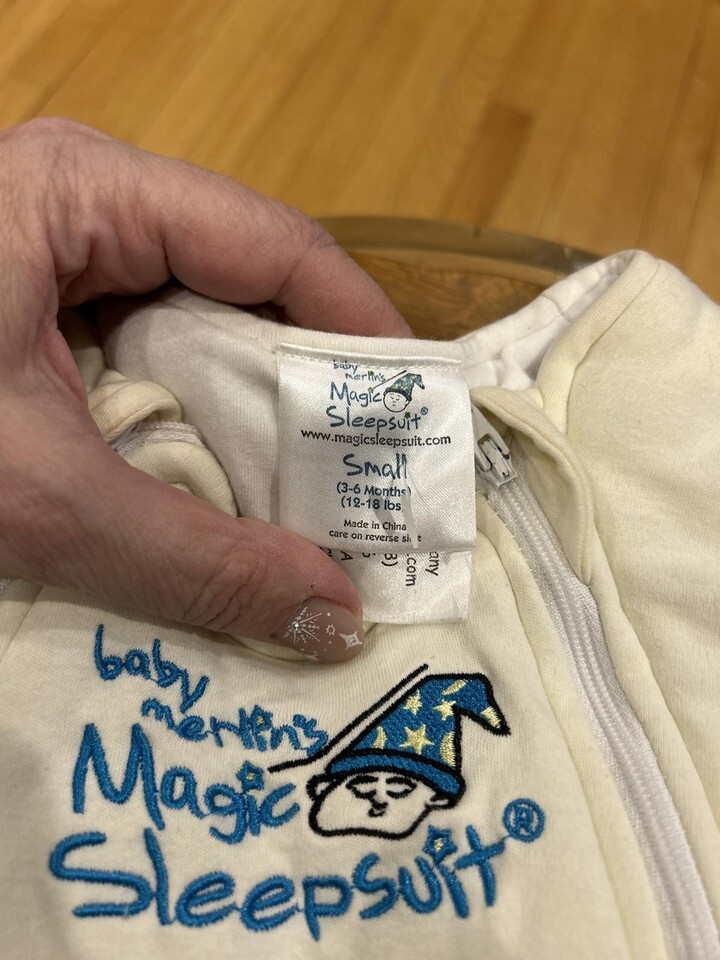 baby
merlin's
Magic
Sleepsuit®
www.magicsleepsuit.com
Small
(3-6 Months)
(12-18 lbs
Made in China
care on reverse side
baby
merlin's
Magic
Sleepsuit®